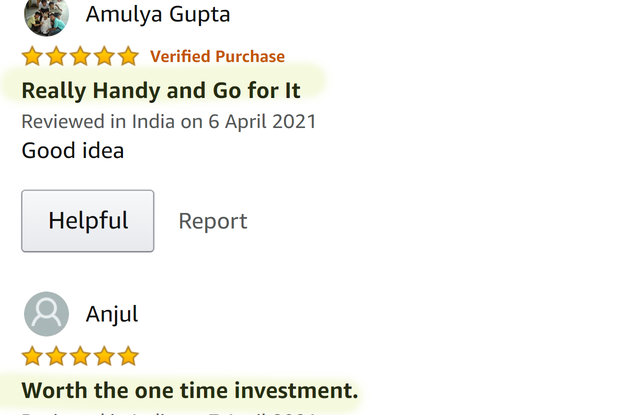 Amulya Gupta
Verified Purchase
Really Handy and Go for It
Reviewed in India on 6 April 2021
Good idea
Helpful Report
Anjul
Worth the one time investment.